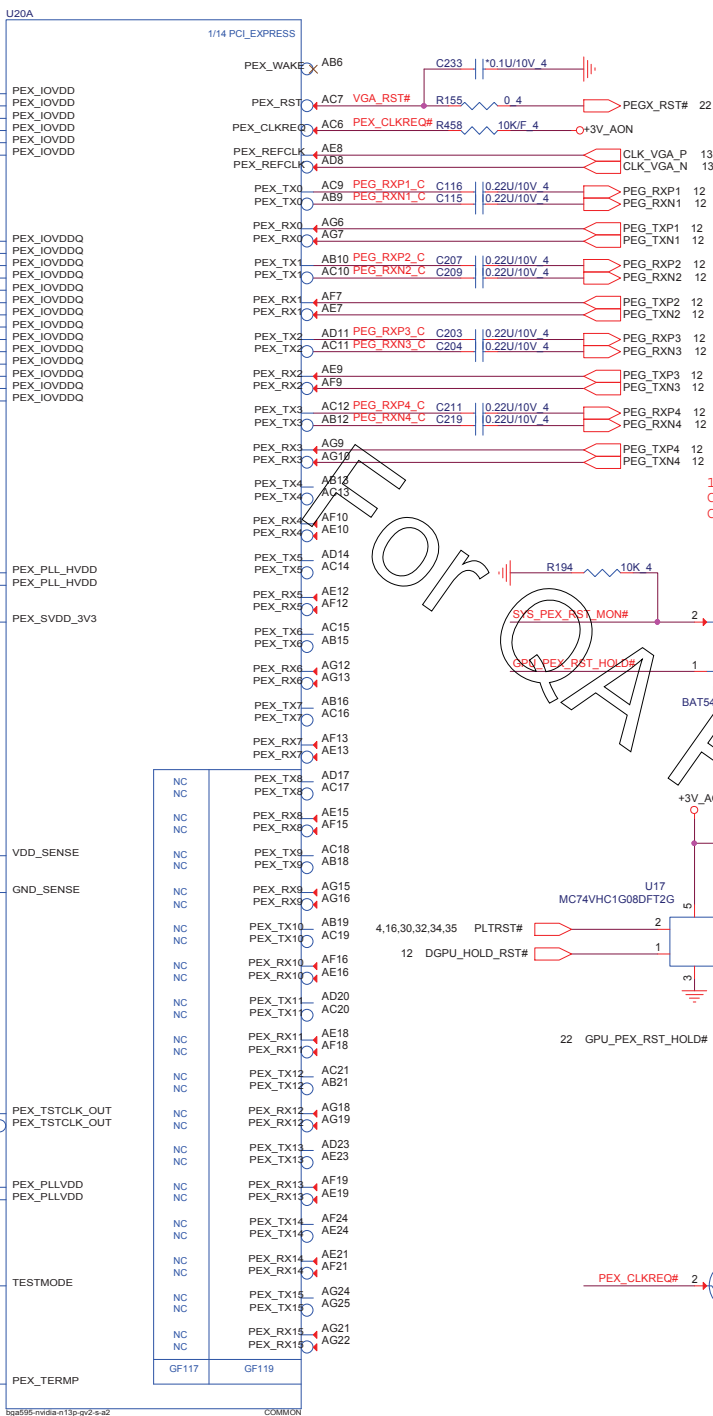 U20A
1/14 PCI_EXPRESS
PEX_WAKE AB6 C233 *0.1U/10V_4
PEX_IOVDD
PEX_IOVDD PEX_RST AC7 VGA_RST# R155 0_4 PEGX_RST# 22
PEX_IOVDD
PEX_IOVDD PEX_CLKREQ AC6 PEX_CLKREQ# R458 10K/F_4 +3V_AON
PEX_IOVDD
PEX_IOVDD PEX_REFCLK AE8 CLK_VGA_P 13
PEX_REFCLK AD8 CLK_VGA_N 13
PEX_TX0 AC9 PEG_RXP1_C C116 0.22U/10V_4 PEG_RXP1 12
PEX_TX0 AB9 PEG_RXN1_C C115 0.22U/10V_4 PEG_RXN1 12
PEX_RX0 AG6 PEG_TXP1 12
PEX_IOVDDQ PEX_RX0 AG7 PEG_TXN1 12
PEX_IOVDDQ
PEX_IOVDDQ PEX_TX1 AB10 PEG_RXP2_C C207 0.22U/10V_4 PEG_RXP2 12
PEX_IOVDDQ PEX_TX1 AC10 PEG_RXN2_C C209 0.22U/10V_4 PEG_RXN2 12
PEX_IOVDDQ
PEX_IOVDDQ PEX_RX1 AF7 PEG_TXP2 12
PEX_IOVDDQ PEX_RX1 AE7 PEG_TXN2 12
PEX_IOVDDQ
PEX_IOVDDQ PEX_TX2 AD11 PEG_RXP3_C C203 0.22U/10V_4 PEG_RXP3 12
PEX_IOVDDQ PEX_TX2 AC11 PEG_RXN3_C C204 0.22U/10V_4 PEG_RXN3 12
PEX_IOVDDQ
PEX_IOVDDQ PEX_RX2 AE9 PEG_TXP3 12
PEX_IOVDDQ PEX_RX2 AF9 PEG_TXN3 12
PEX_IOVDDQ
PEX_TX3 AC12 PEG_RXP4_C C211 0.22U/10V_4 PEG_RXP4 12
PEX_TX3 AB12 PEG_RXN4_C C219 0.22U/10V_4 PEG_RXN4 12
PEX_RX3 AG9 PEG_TXP4 12
PEX_RX3 AG10 PEG_TXN4 12
PEX_TX4 AB13
PEX_TX4 AC13
PEX_RX4 AF10
PEX_RX4 AE10
For QA
PEX_TX5 AD14
PEX_PLL_HVDD PEX_TX5 AC14 R194 10K_4
PEX_PLL_HVDD
PEX_RX5 AE12
PEX_RX5 AF12
PEX_SVDD_3V3 SYS_PEX_RST_MON# 2
PEX_TX6 AC15
PEX_TX6 AB15
PEX_RX6 AG12 GPU_PEX_RST_HOLD# 1
PEX_RX6 AG13
PEX_TX7 AB16 BAT54
PEX_TX7 AC16
PEX_RX7 AF13
PEX_RX7 AE13
NC PEX_TX8 AD17
NC PEX_TX8 AC17
NC PEX_RX8 AE15
NC PEX_RX8 AF15
VDD_SENSE NC PEX_TX9 AC18
NC PEX_TX9 AB18
GND_SENSE NC PEX_RX9 AG15 U17
NC PEX_RX9 AG16 MC74VHC1G08DFT2G
5
NC PEX_TX10 AB19 4,16,30,32,34,35 PLTRST# 2
NC PEX_TX10 AC19
12 DGPU_HOLD_RST# 1
NC PEX_RX10 AF16
NC PEX_RX10 AE16 3
NC PEX_TX11 AD20
NC PEX_TX11 AC20
NC PEX_RX11 AE18 22 GPU_PEX_RST_HOLD#
NC PEX_RX11 AF18
NC PEX_TX12 AC21
NC PEX_TX12 AB21
PEX_TSTCLK_OUT NC PEX_RX12 AG18
PEX_TSTCLK_OUT NC PEX_RX12 AG19
NC PEX_TX13 AD23
NC PEX_TX13 AE23
PEX_PLLVDD NC PEX_RX13 AF19
PEX_PLLVDD NC PEX_RX13 AE19
NC PEX_TX14 AF24
NC PEX_TX14 AE24
NC PEX_RX14 AE21
NC PEX_RX14 AF21
TESTMODE PEX_CLKREQ# 2
NC PEX_TX15 AG24
NC PEX_TX15 AG25
NC PEX_RX15 AG21
NC PEX_RX15 AG22
GF117 GF119
PEX_TERMP
bga595-nvidia-n13p-gv2-s-a2 COMMON